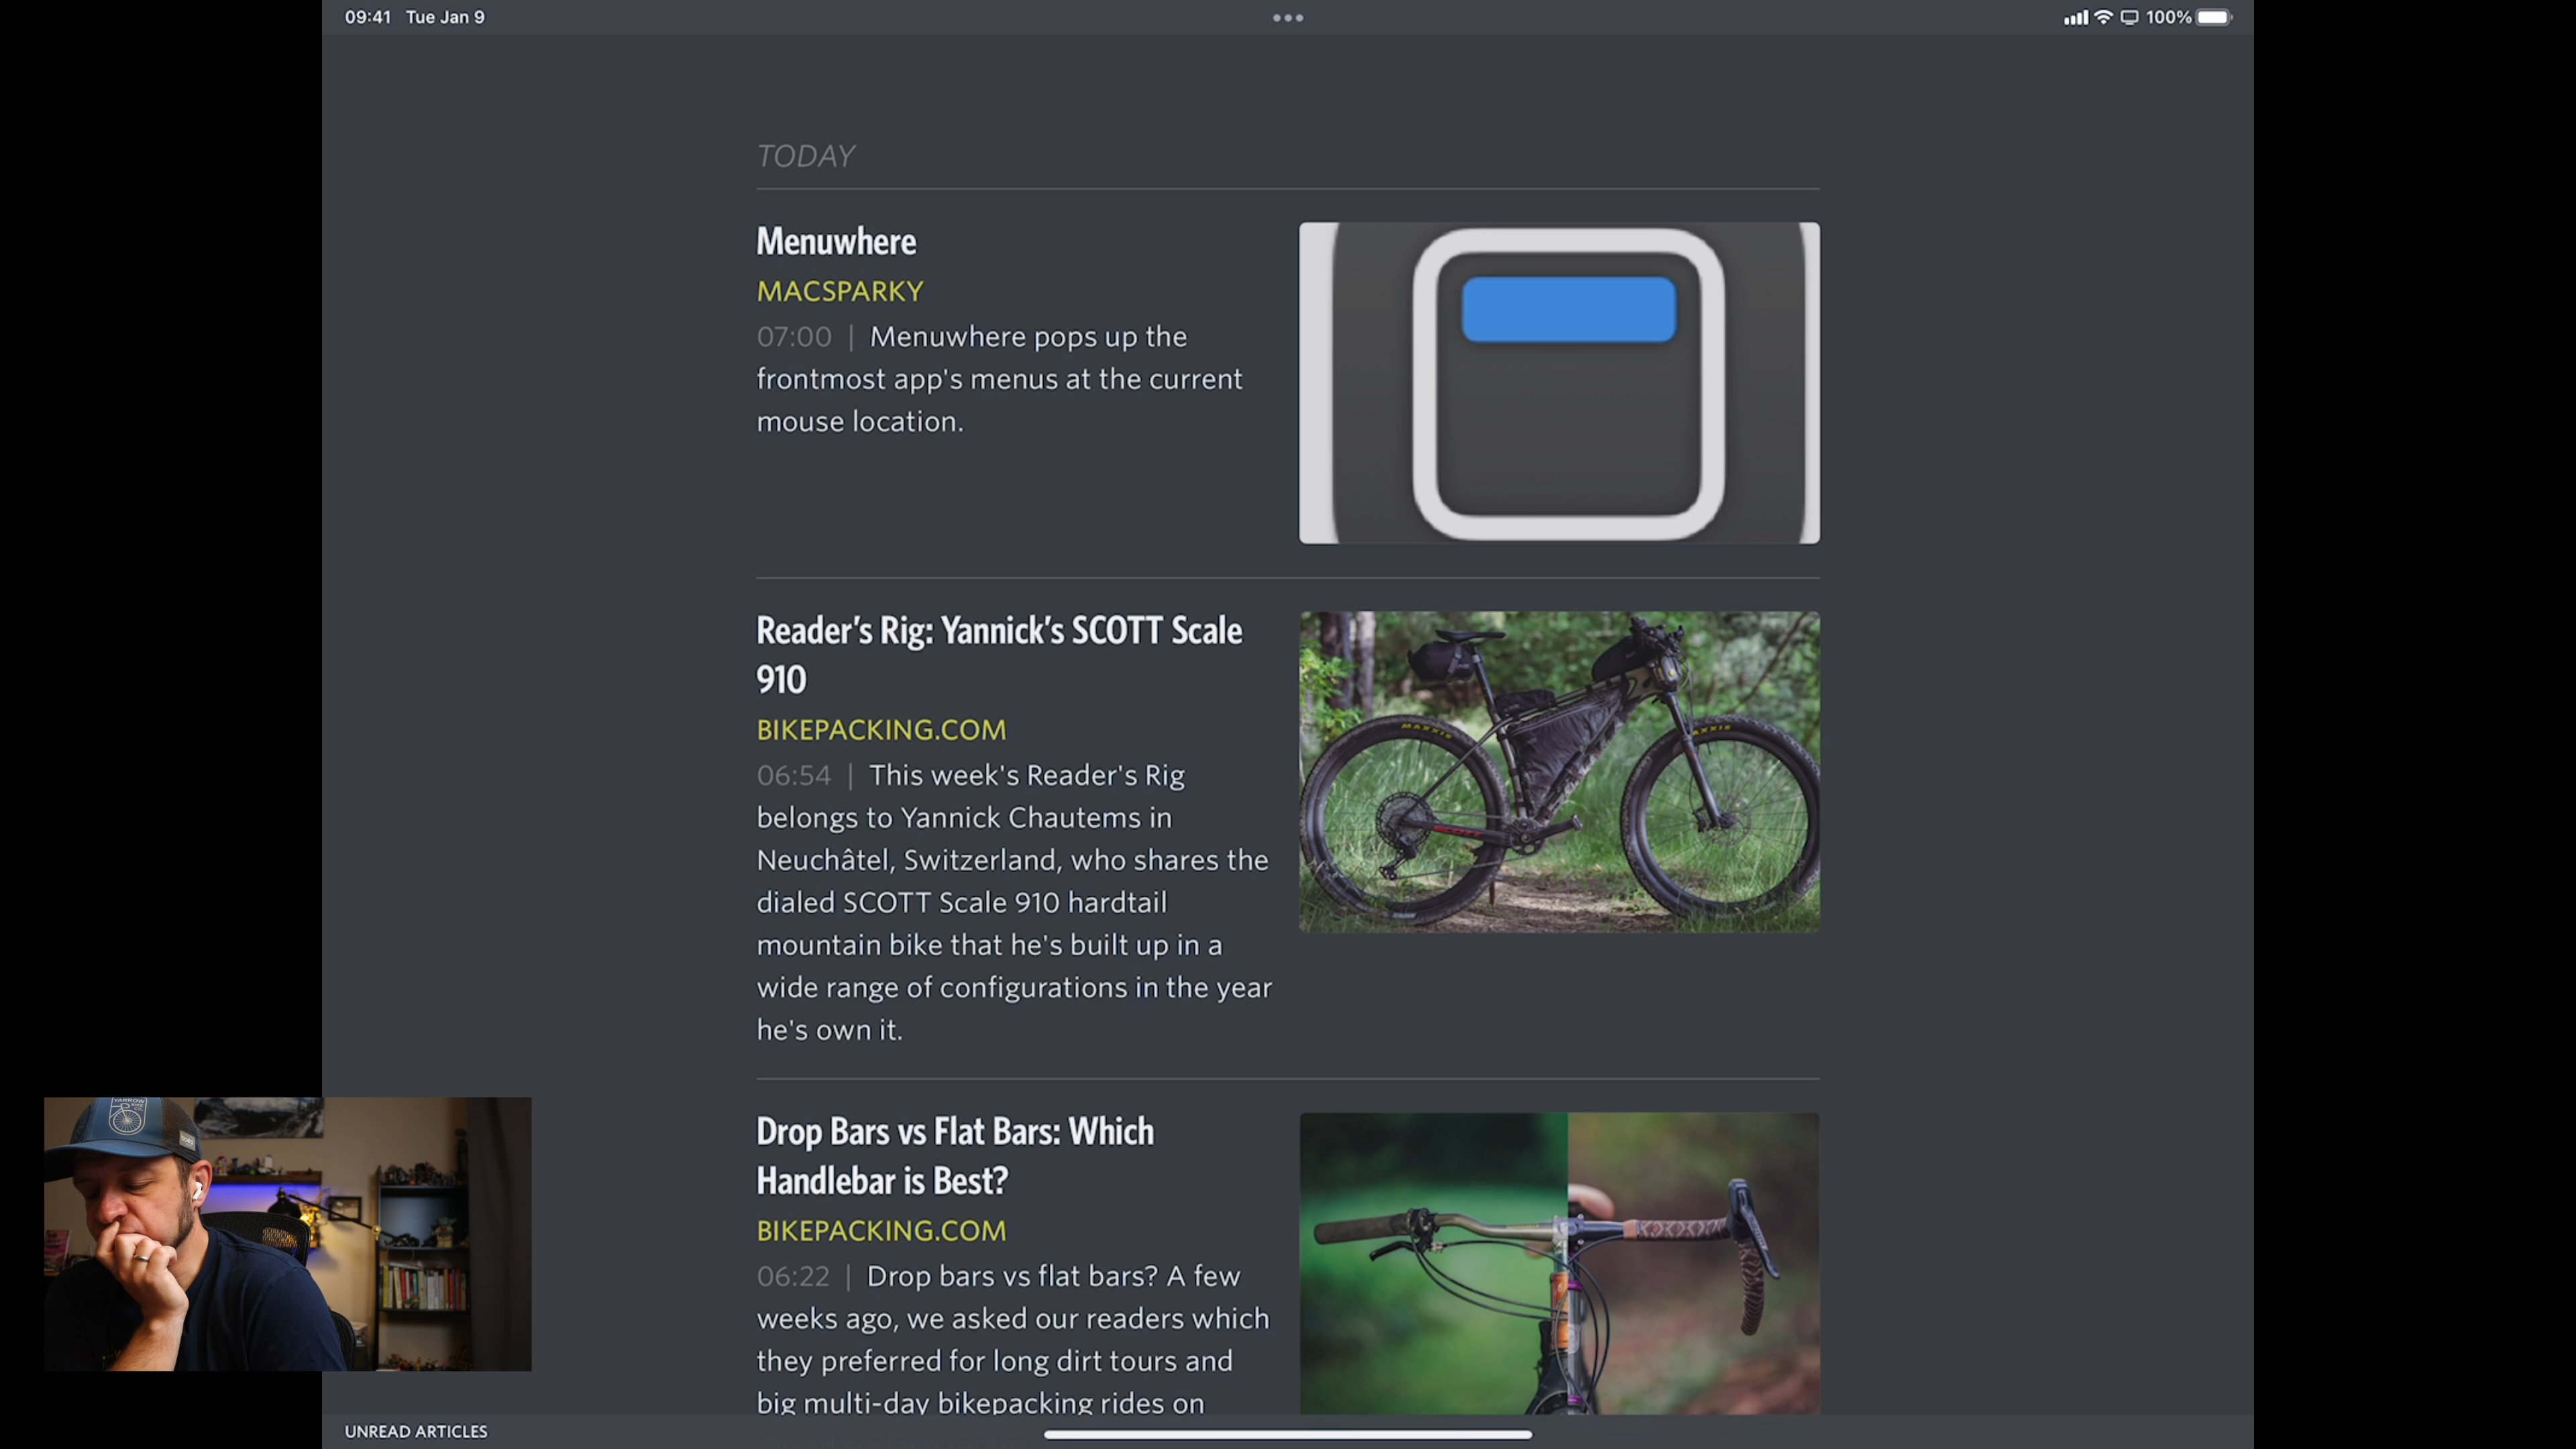 09:41 Tue Jan 9
100%
TODAY
Menuwhere
MACSPARKY
07:00 | Menuwhere pops up the
frontmost app's menus at the current
mouse location.
Reader’s Rig: Yannick’s SCOTT Scale
910
BIKEPACKING.COM
06:54 | This week's Reader's Rig
belongs to Yannick Chautems in
Neuchâtel, Switzerland, who shares the
dialed SCOTT Scale 910 hardtail
mountain bike that he's built up in a
wide range of configurations in the year
he's own it.
MAXXIS
MAXXIS
SCOTT
Drop Bars vs Flat Bars: Which
Handlebar is Best?
BIKEPACKING.COM
06:22 | Drop bars vs flat bars? A few
weeks ago, we asked our readers which
they preferred for long dirt tours and
big multi-day bikepacking rides on
YARROW
UNREAD ARTICLES